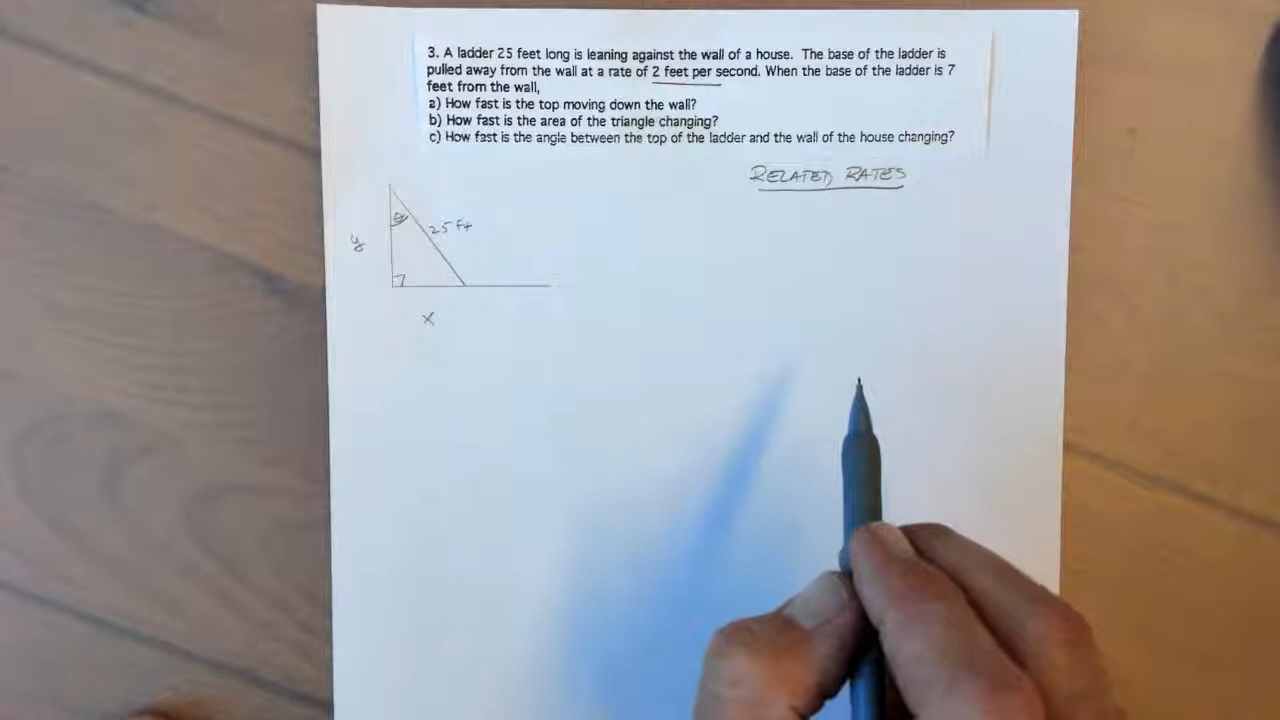 3. A ladder 25 feet long is leaning against the wall of a house. The base of the ladder is
pulled away from the wall at a rate of 2 feet per second. When the base of the ladder is 7
feet from the wall,
a) How fast is the top moving down the wall?
b) How fast is the area of the triangle changing?
c) How fast is the angle between the top of the ladder and the wall of the house changing?
RELATED RATES
θ
25 Ft
y
x